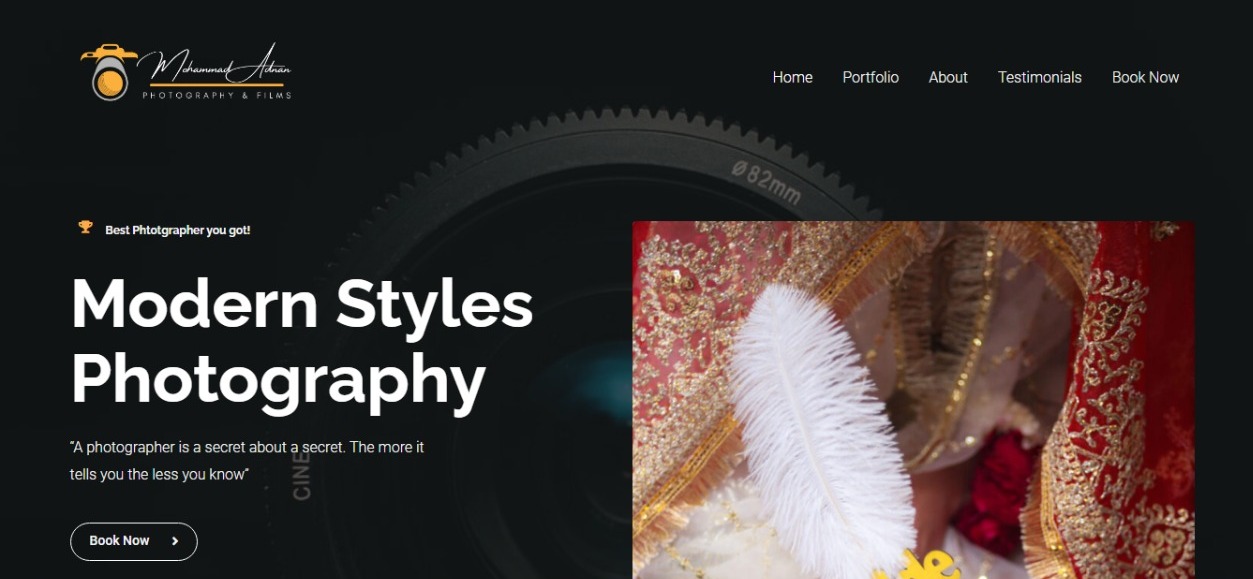 Mohammad Adnan
PHOTOGRAPHY & FILMS
Home Portfolio About Testimonials Book Now
Ø82mm
Best Phtotgrapher you got!
Modern Styles
Photography
“A photographer is a secret about a secret. The more it
tells you the less you know”
CINE
Book Now